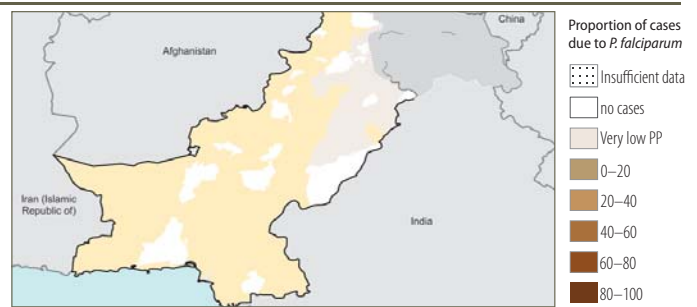 China
Afghanistan
Iran (Islamic
Republic of)
India
Proportion of cases
due to P. falciparum
Insufficient data
no cases
Very low PP
0–20
20–40
40–60
60–80
80–100